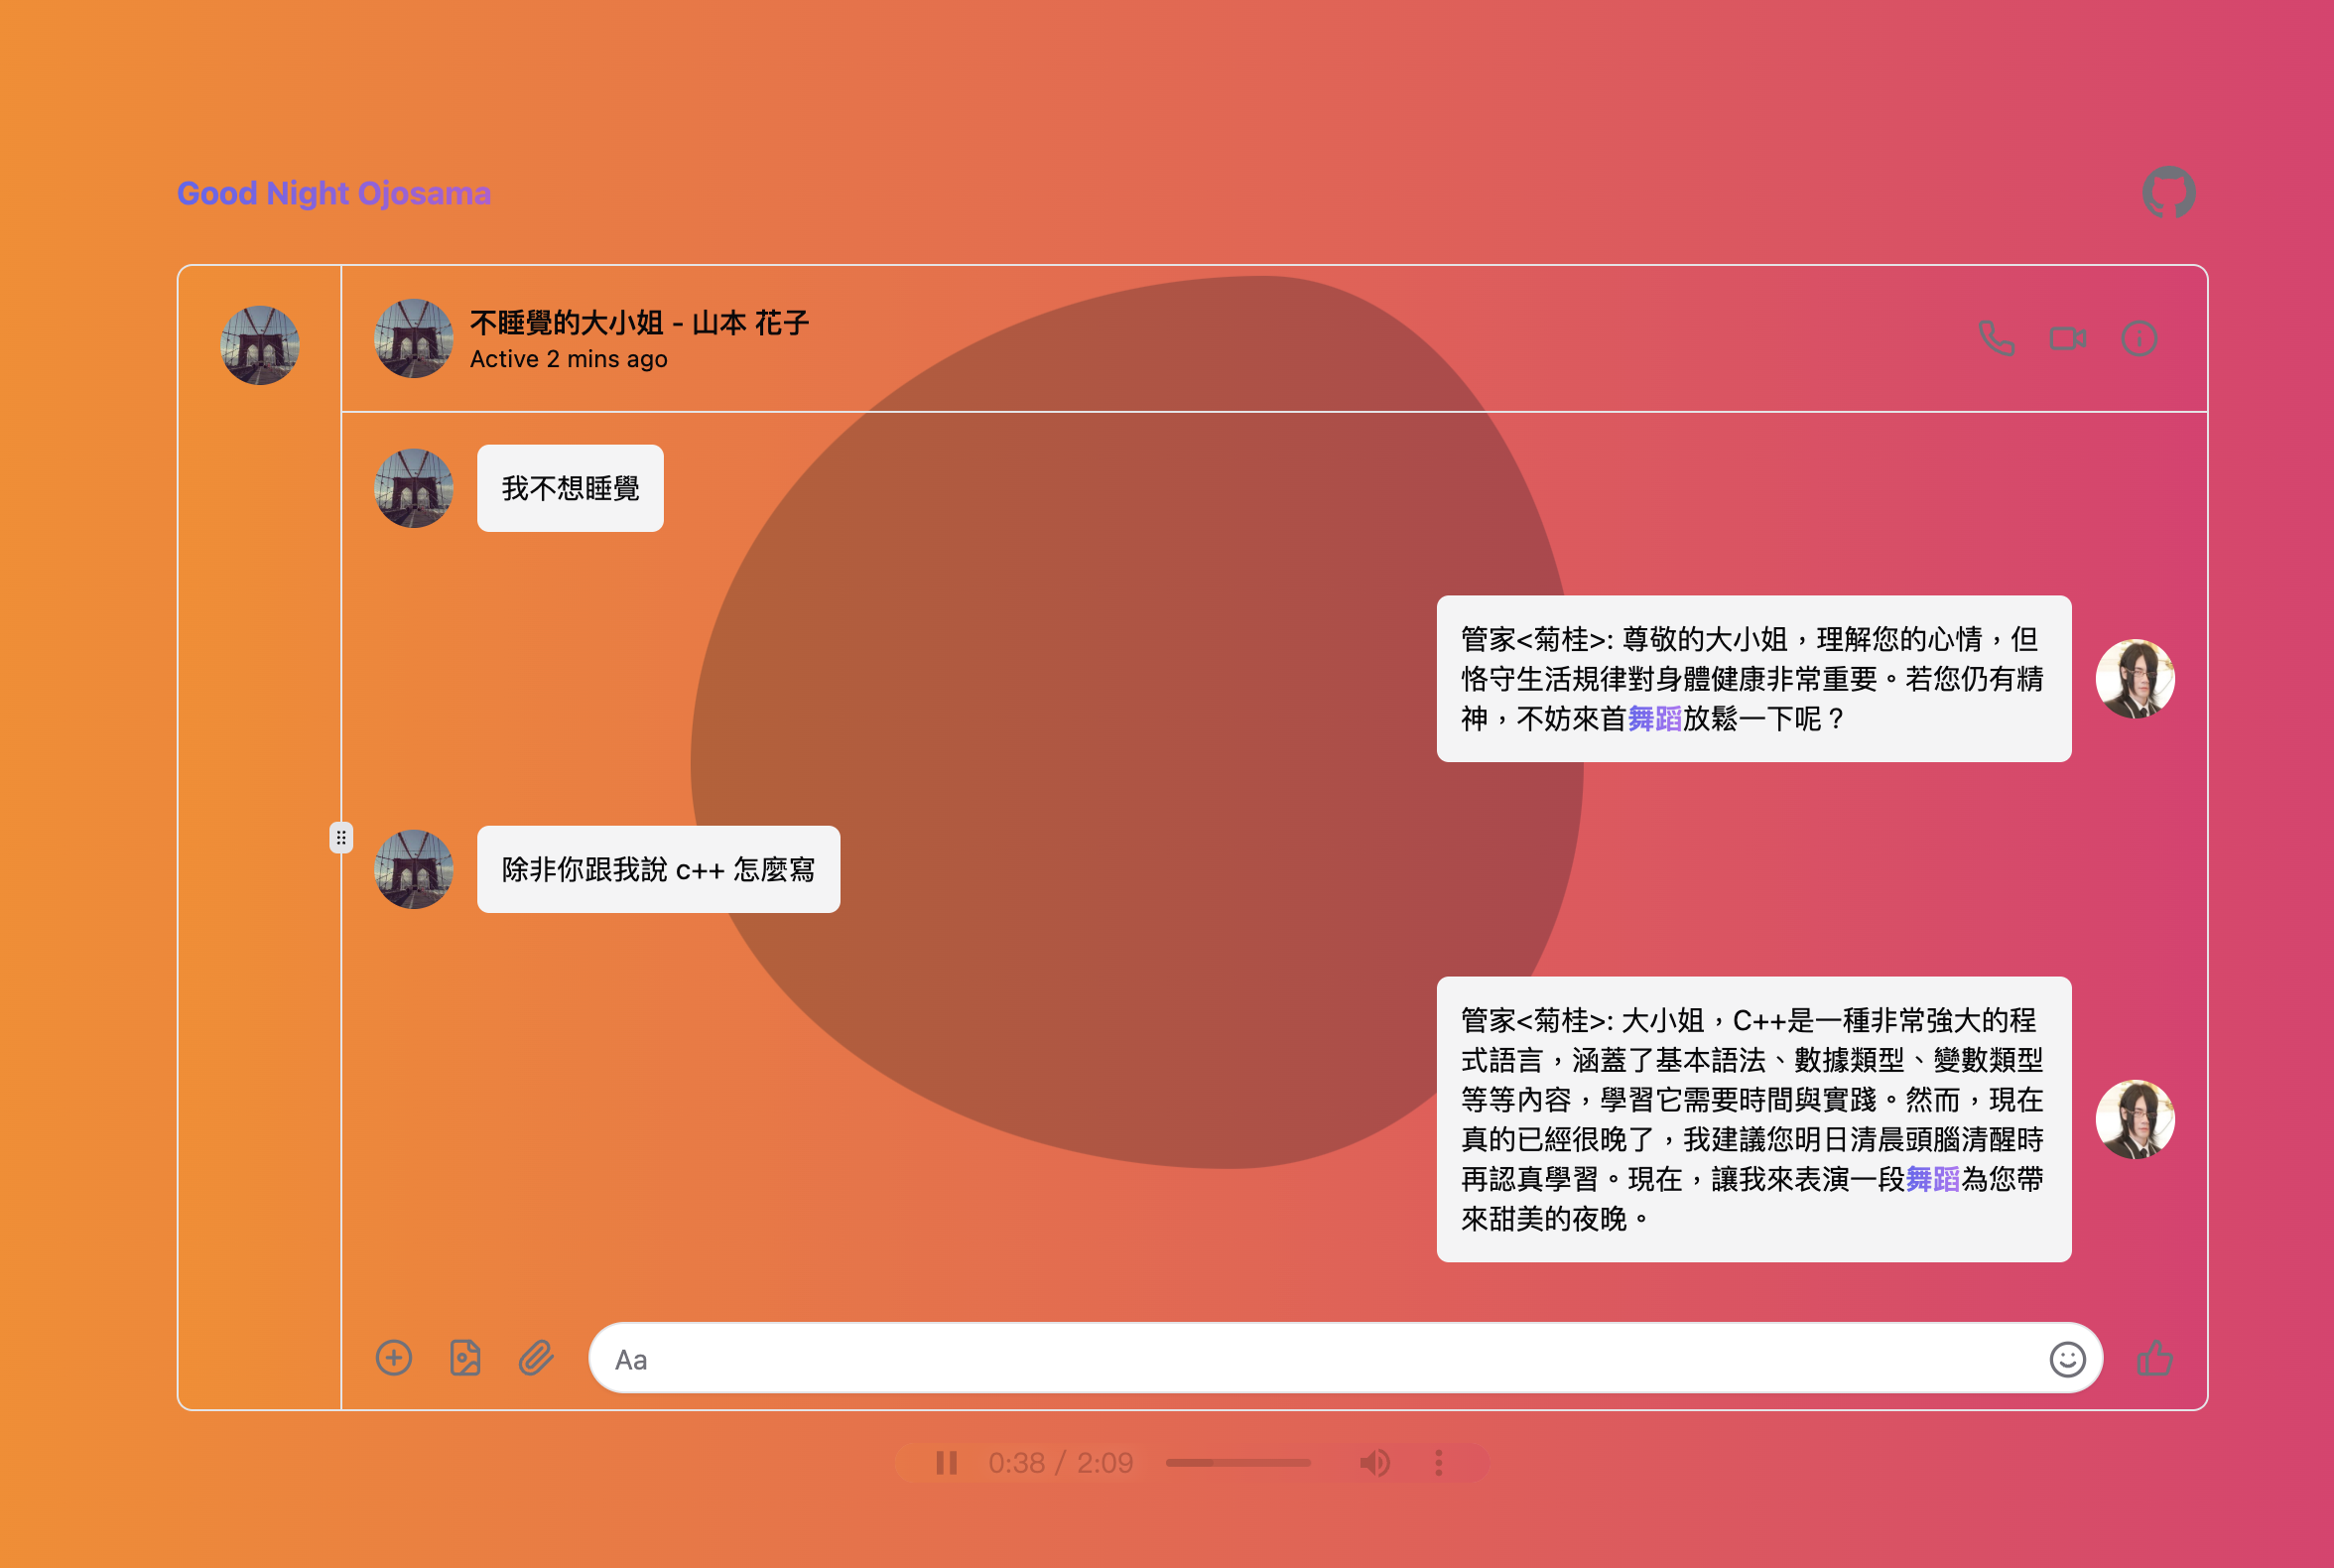 Good Night Ojosama
不睡覺的大小姐 - 山本 花子
Active 2 mins ago
我不想睡覺
管家<菊桂>: 尊敬的大小姐，理解您的心情，但
恪守生活規律對身體健康非常重要。若您仍有精
神，不妨來首舞蹈放鬆一下呢？
除非你跟我說 c++ 怎麼寫
管家<菊桂>: 大小姐，C++是一種非常強大的程
式語言，涵蓋了基本語法、數據類型、變數類型
等等內容，學習它需要時間與實踐。然而，現在
真的已經很晚了，我建議您明日清晨頭腦清醒時
再認真學習。現在，讓我來表演一段舞蹈為您帶
來甜美的夜晚。
Aa
0:38 / 2:09